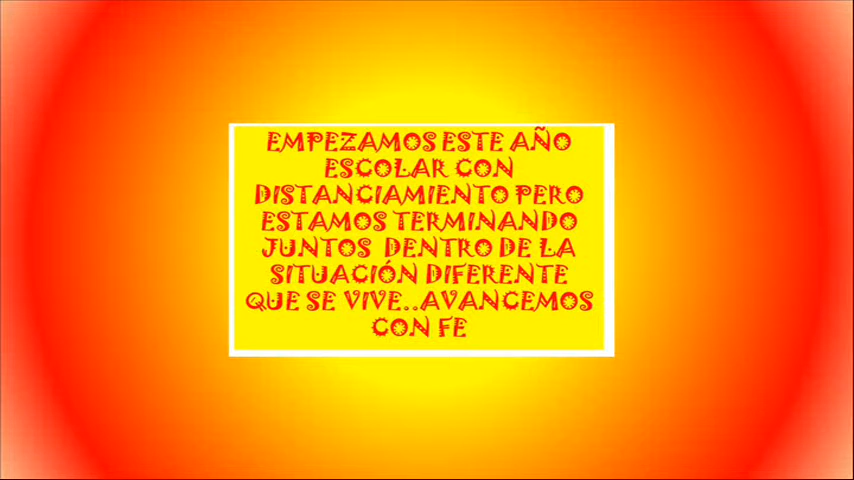 EMPEZAMOS ESTE AÑO
ESCOLAR CON
DISTANCIAMIENTO PERO
ESTAMOS TERMINANDO
JUNTOS DENTRO DE LA
SITUACIÓN DIFERENTE
QUE SE VIVE..AVANCEMOS
CON FE